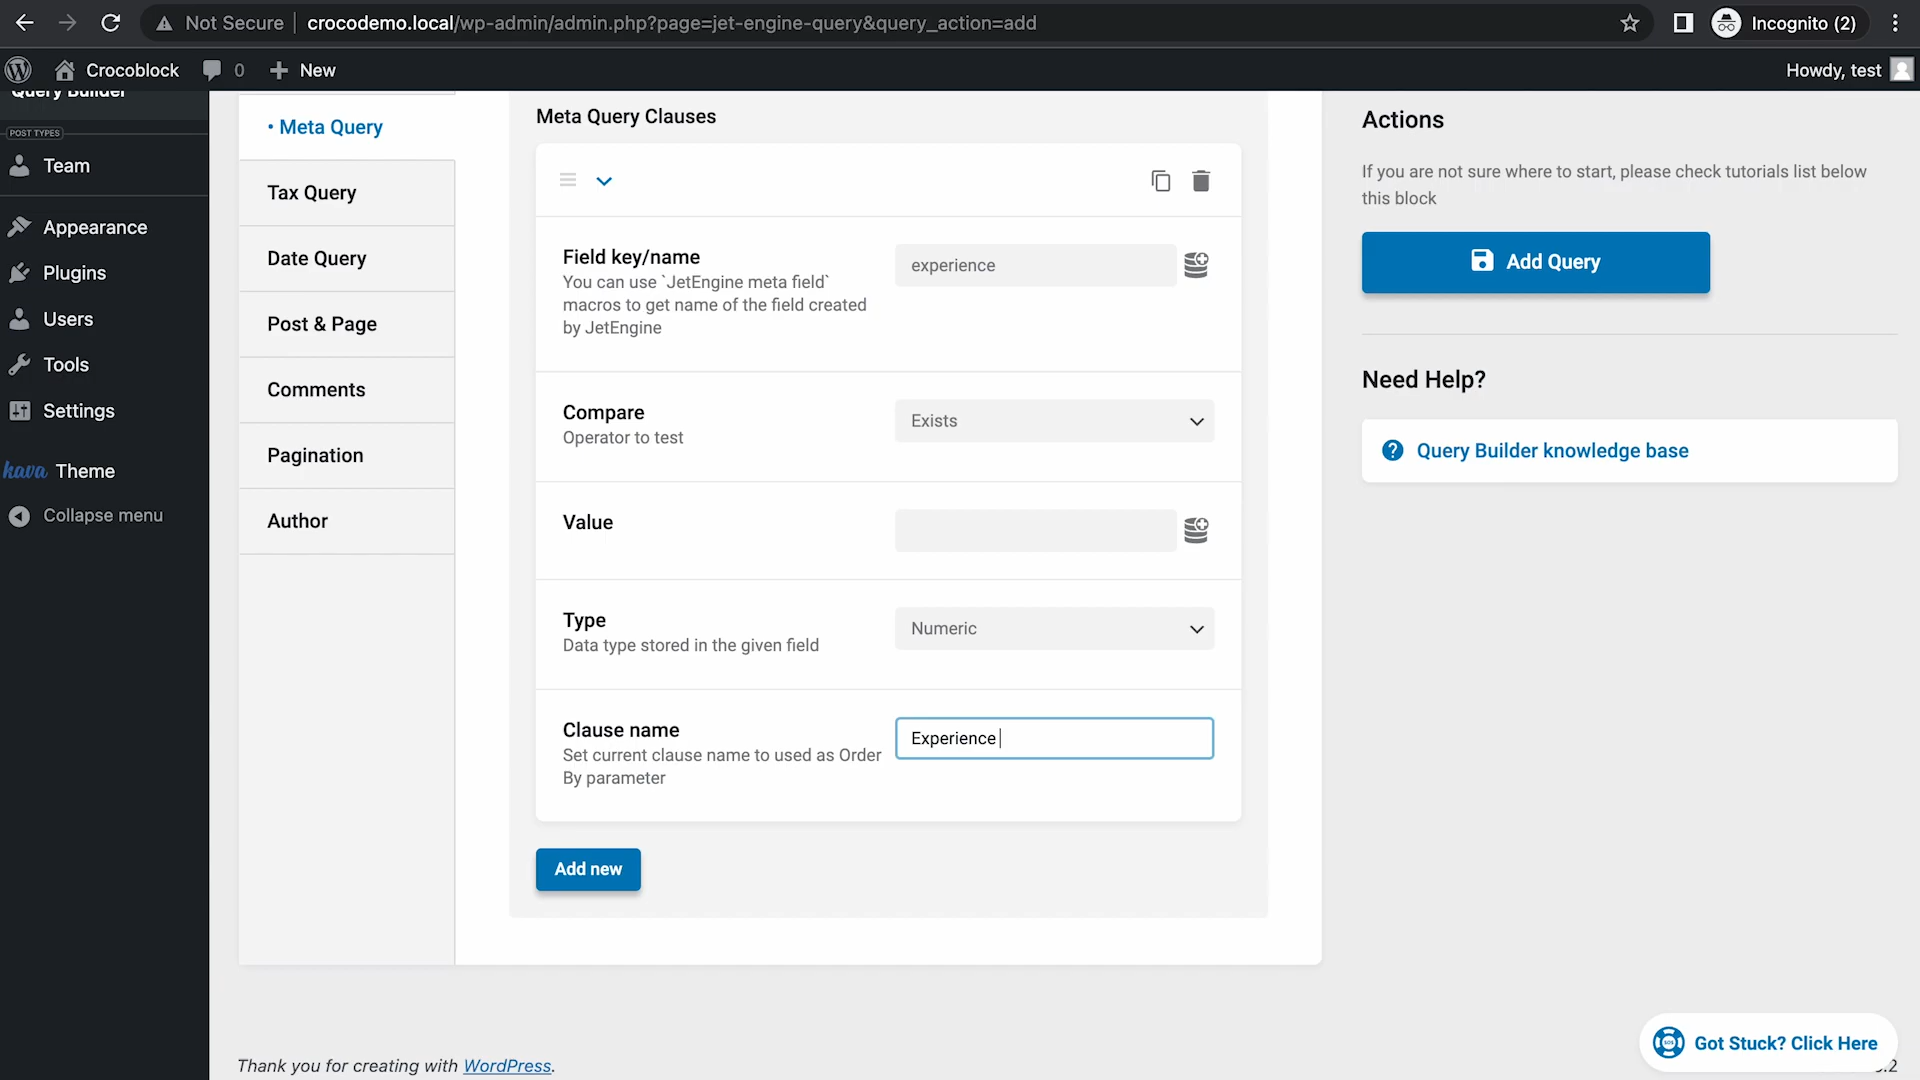 Not Secure
crocodemo.local/wp-admin/admin.php?page=jet-engine-query&query_action=add
Incognito (2)
Crocoblock
0
New
Howdy, test
Query Builder
POST TYPES
Team
Appearance
Plugins
Users
Tools
Settings
hava Theme
Collapse menu
• Meta Query
Tax Query
Date Query
Post & Page
Comments
Pagination
Author
Meta Query Clauses
Field key/name
You can use `JetEngine meta field`
macros to get name of the field created
by JetEngine
experience
Compare
Operator to test
Exists
Value
Type
Data type stored in the given field
Numeric
Clause name
Set current clause name to used as Order
By parameter
Experience
Add new
Actions
If you are not sure where to start, please check tutorials list below
this block
Add Query
Need Help?
Query Builder knowledge base
Thank you for creating with WordPress.
SOS
Got Stuck? Click Here